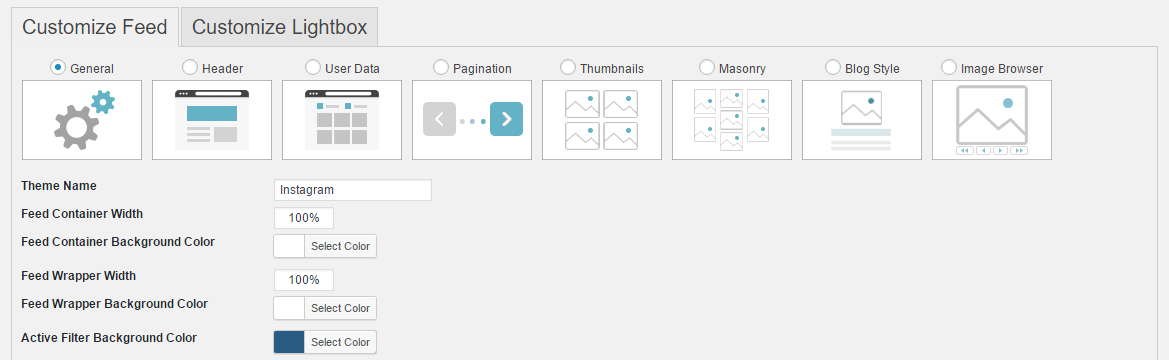 Customize Feed Customize Lightbox
General Header User Data Pagination Thumbnails Masonry Blog Style Image Browser
Theme Name Instagram
Feed Container Width 100%
Feed Container Background Color Select Color
Feed Wrapper Width 100%
Feed Wrapper Background Color Select Color
Active Filter Background Color Select Color